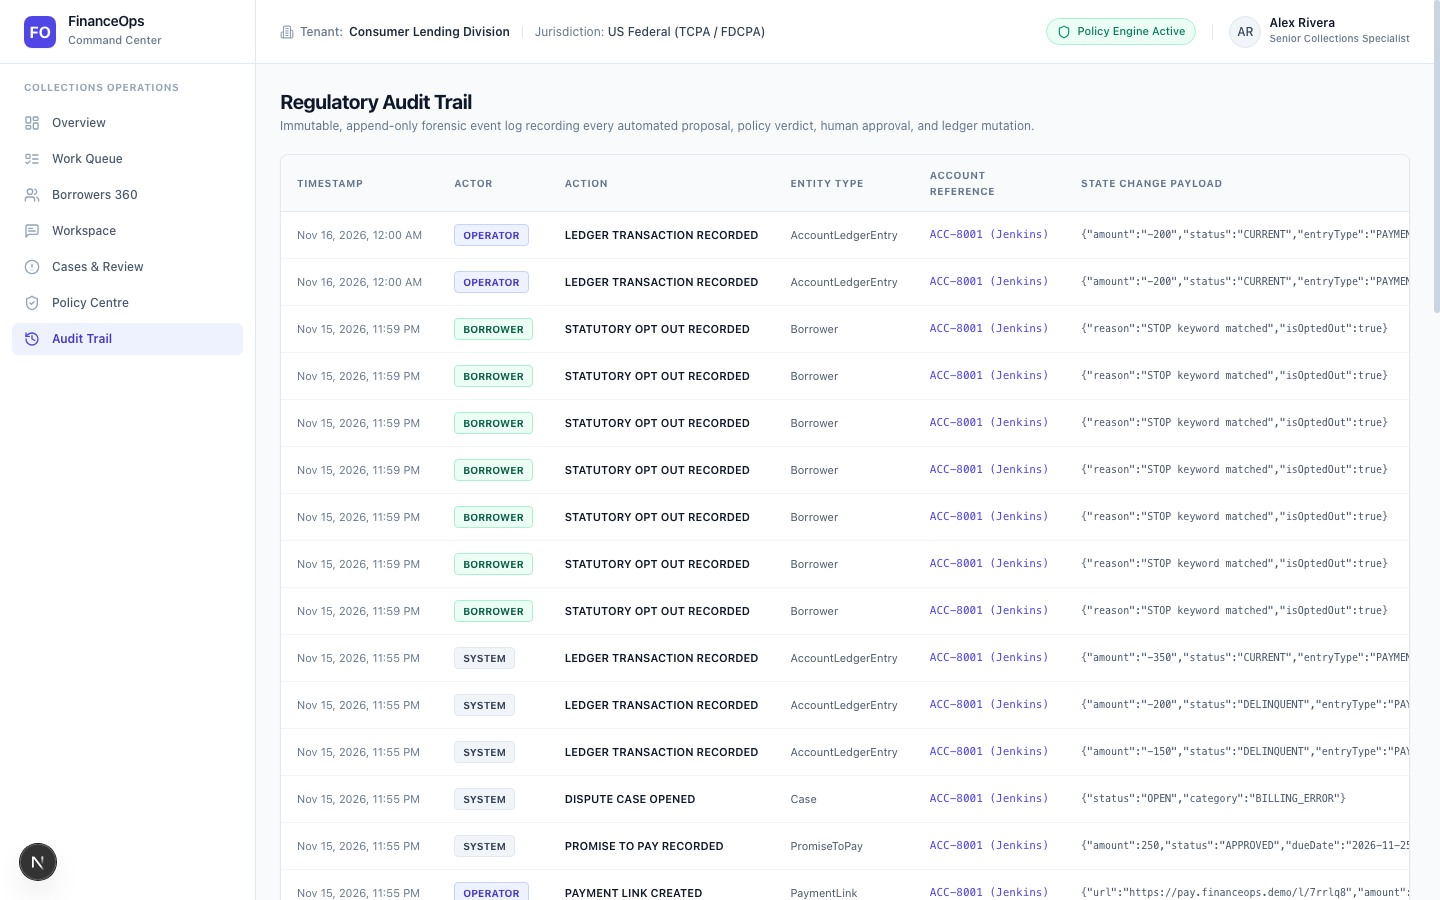 FO
FinanceOps
Command Center
Tenant: Consumer Lending Division
Jurisdiction: US Federal (TCPA / FDCPA)
Policy Engine Active
AR
Alex Rivera
Senior Collections Specialist
COLLECTIONS OPERATIONS
Overview
Work Queue
Borrowers 360
Workspace
Cases & Review
Policy Centre
Audit Trail
N
Regulatory Audit Trail
Immutable, append-only forensic event log recording every automated proposal, policy verdict, human approval, and ledger mutation.
TIMESTAMP ACTOR ACTION ENTITY TYPE ACCOUNT REFERENCE STATE CHANGE PAYLOAD
Nov 16, 2026, 12:00 AM OPERATOR LEDGER TRANSACTION RECORDED AccountLedgerEntry ACC-8001 (Jenkins) {"amount":"-200","status":"CURRENT","entryType":"PAYMEN
Nov 16, 2026, 12:00 AM OPERATOR LEDGER TRANSACTION RECORDED AccountLedgerEntry ACC-8001 (Jenkins) {"amount":"-200","status":"CURRENT","entryType":"PAYMEN
Nov 15, 2026, 11:59 PM BORROWER STATUTORY OPT OUT RECORDED Borrower ACC-8001 (Jenkins) {"reason":"STOP keyword matched","isOptedOut":true}
Nov 15, 2026, 11:59 PM BORROWER STATUTORY OPT OUT RECORDED Borrower ACC-8001 (Jenkins) {"reason":"STOP keyword matched","isOptedOut":true}
Nov 15, 2026, 11:59 PM BORROWER STATUTORY OPT OUT RECORDED Borrower ACC-8001 (Jenkins) {"reason":"STOP keyword matched","isOptedOut":true}
Nov 15, 2026, 11:59 PM BORROWER STATUTORY OPT OUT RECORDED Borrower ACC-8001 (Jenkins) {"reason":"STOP keyword matched","isOptedOut":true}
Nov 15, 2026, 11:59 PM BORROWER STATUTORY OPT OUT RECORDED Borrower ACC-8001 (Jenkins) {"reason":"STOP keyword matched","isOptedOut":true}
Nov 15, 2026, 11:59 PM BORROWER STATUTORY OPT OUT RECORDED Borrower ACC-8001 (Jenkins) {"reason":"STOP keyword matched","isOptedOut":true}
Nov 15, 2026, 11:59 PM BORROWER STATUTORY OPT OUT RECORDED Borrower ACC-8001 (Jenkins) {"reason":"STOP keyword matched","isOptedOut":true}
Nov 15, 2026, 11:55 PM SYSTEM LEDGER TRANSACTION RECORDED AccountLedgerEntry ACC-8001 (Jenkins) {"amount":"-350","status":"CURRENT","entryType":"PAYMEN
Nov 15, 2026, 11:55 PM SYSTEM LEDGER TRANSACTION RECORDED AccountLedgerEntry ACC-8001 (Jenkins) {"amount":"-200","status":"DELINQUENT","entryType":"PAY
Nov 15, 2026, 11:55 PM SYSTEM LEDGER TRANSACTION RECORDED AccountLedgerEntry ACC-8001 (Jenkins) {"amount":"-150","status":"DELINQUENT","entryType":"PAY
Nov 15, 2026, 11:55 PM SYSTEM DISPUTE CASE OPENED Case ACC-8001 (Jenkins) {"status":"OPEN","category":"BILLING_ERROR"}
Nov 15, 2026, 11:55 PM SYSTEM PROMISE TO PAY RECORDED PromiseToPay ACC-8001 (Jenkins) {"amount":250,"status":"APPROVED","dueDate":"2026-11-25
Nov 15, 2026, 11:55 PM OPERATOR PAYMENT LINK CREATED PaymentLink ACC-8001 (Jenkins) {"url":"https://pay.financeops.demo/l/7rrlq8","amount":